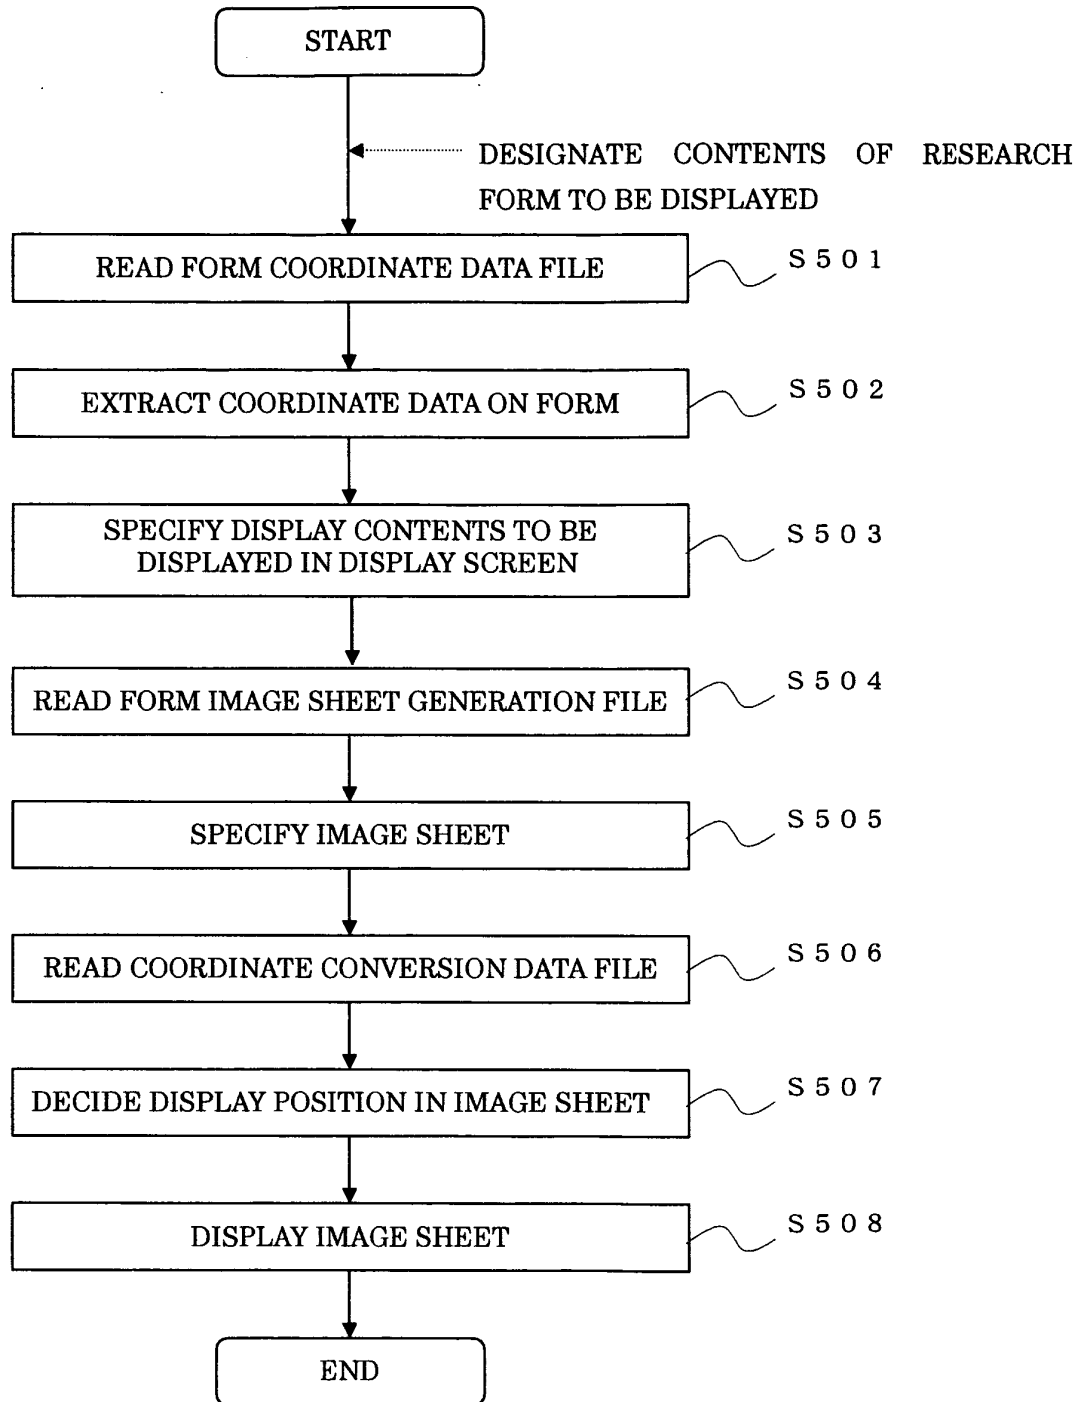 START
DESIGNATE CONTENTS OF RESEARCH
FORM TO BE DISPLAYED
READ FORM COORDINATE DATA FILE
S501
EXTRACT COORDINATE DATA ON FORM
S502
SPECIFY DISPLAY CONTENTS TO BE
DISPLAYED IN DISPLAY SCREEN
S503
READ FORM IMAGE SHEET GENERATION FILE
S504
SPECIFY IMAGE SHEET
S505
READ COORDINATE CONVERSION DATA FILE
S506
DECIDE DISPLAY POSITION IN IMAGE SHEET
S507
DISPLAY IMAGE SHEET
S508
END